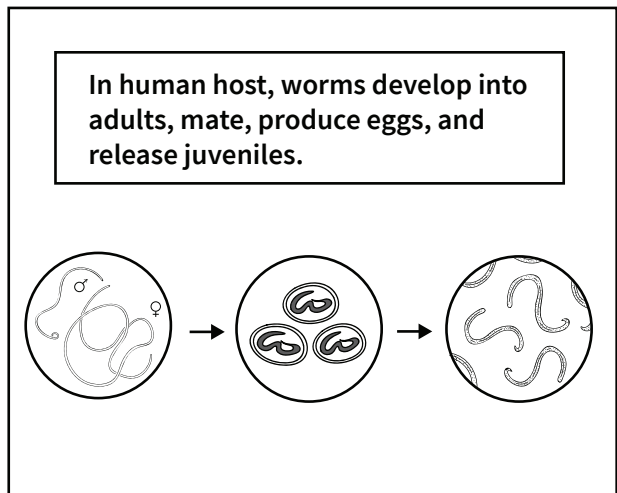 In human host, worms develop into
adults, mate, produce eggs, and
release juveniles.
♂
♀